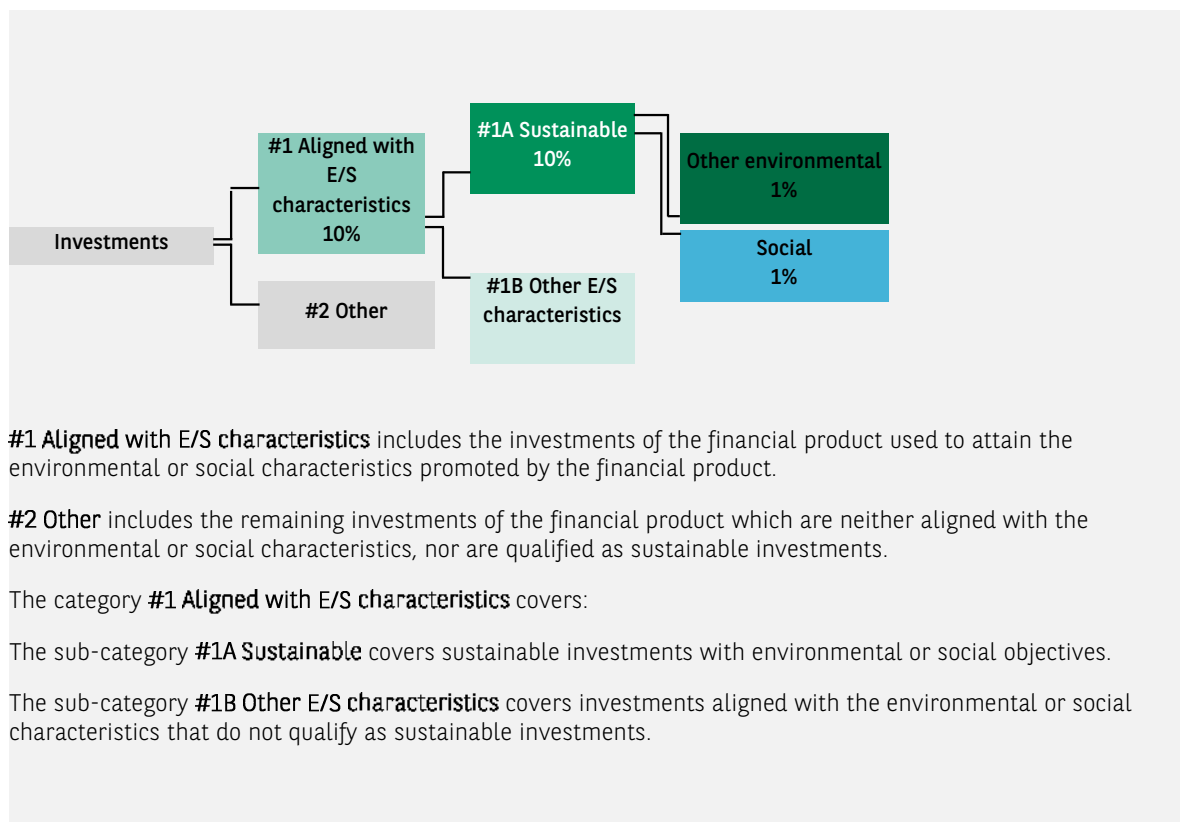 #1A Sustainable
10%
#1 Aligned with
E/S
characteristics
10%
Other environmental
1%
Investments
Social
1%
#1B Other E/S
characteristics
#2 Other
#1 Aligned with E/S characteristics includes the investments of the financial product used to attain the
environmental or social characteristics promoted by the financial product.
#2 Other includes the remaining investments of the financial product which are neither aligned with the
environmental or social characteristics, nor are qualified as sustainable investments.
The category #1 Aligned with E/S characteristics covers:
The sub-category #1A Sustainable covers sustainable investments with environmental or social objectives.
The sub-category #1B Other E/S characteristics covers investments aligned with the environmental or social
characteristics that do not qualify as sustainable investments.